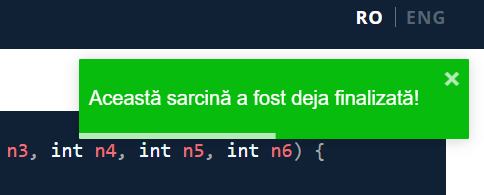 RO | ENG
Această sarcină a fost deja finalizată!
n3, int n4, int n5, int n6) {